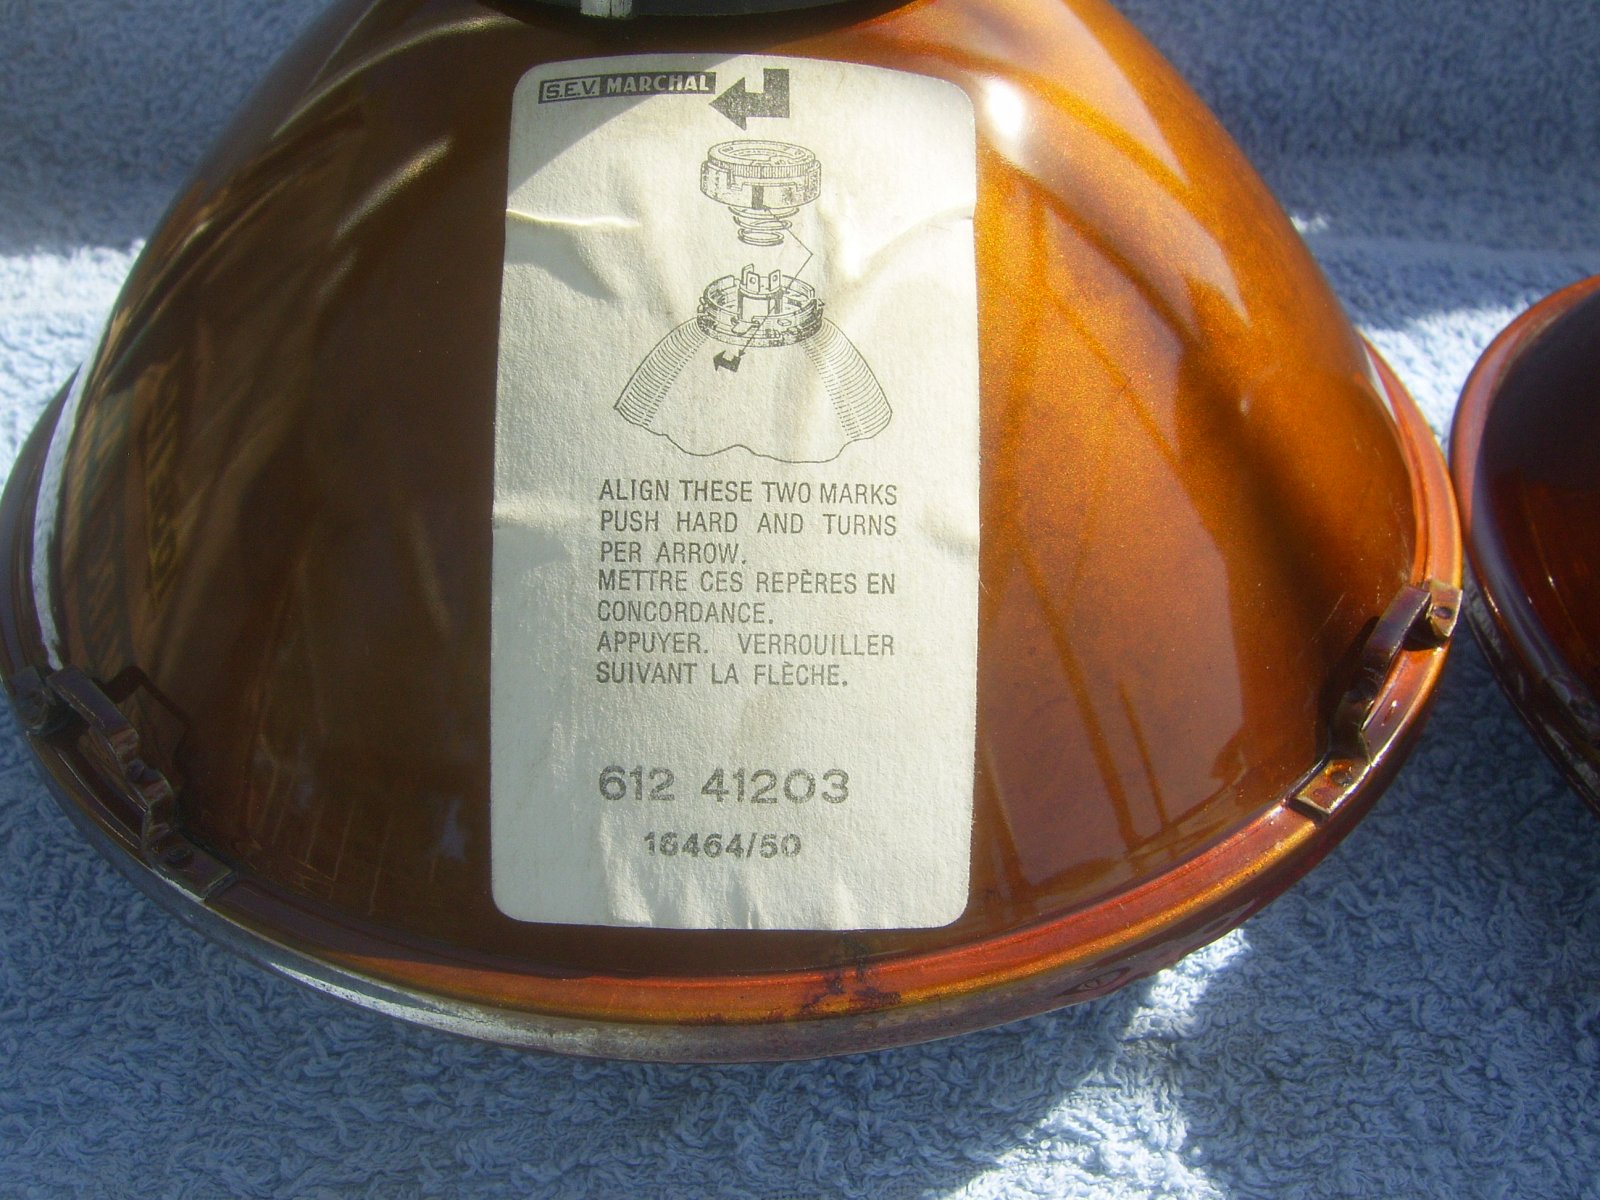 S.E.V. MARCHAL
ALIGN THESE TWO MARKS
PUSH HARD AND TURNS
PER ARROW.
METTRE CES REPÈRES EN
CONCORDANCE.
APPUYER. VERROUILLER
SUIVANT LA FLÈCHE.
612 41203
16464/50